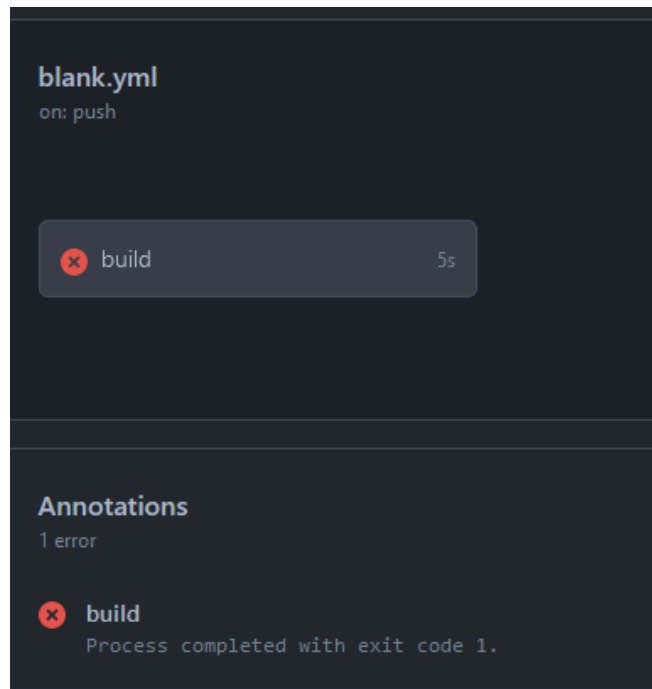 blank.yml
on: push
build
5s
Annotations
1 error
build
Process completed with exit code 1.